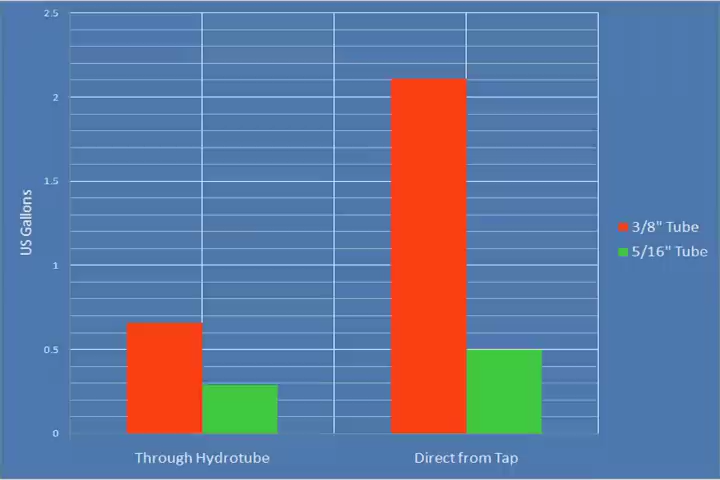 2.5
2
1.5
1
0.5
0
US Gallons
Through Hydrotube
Direct from Tap
3/8" Tube
5/16" Tube